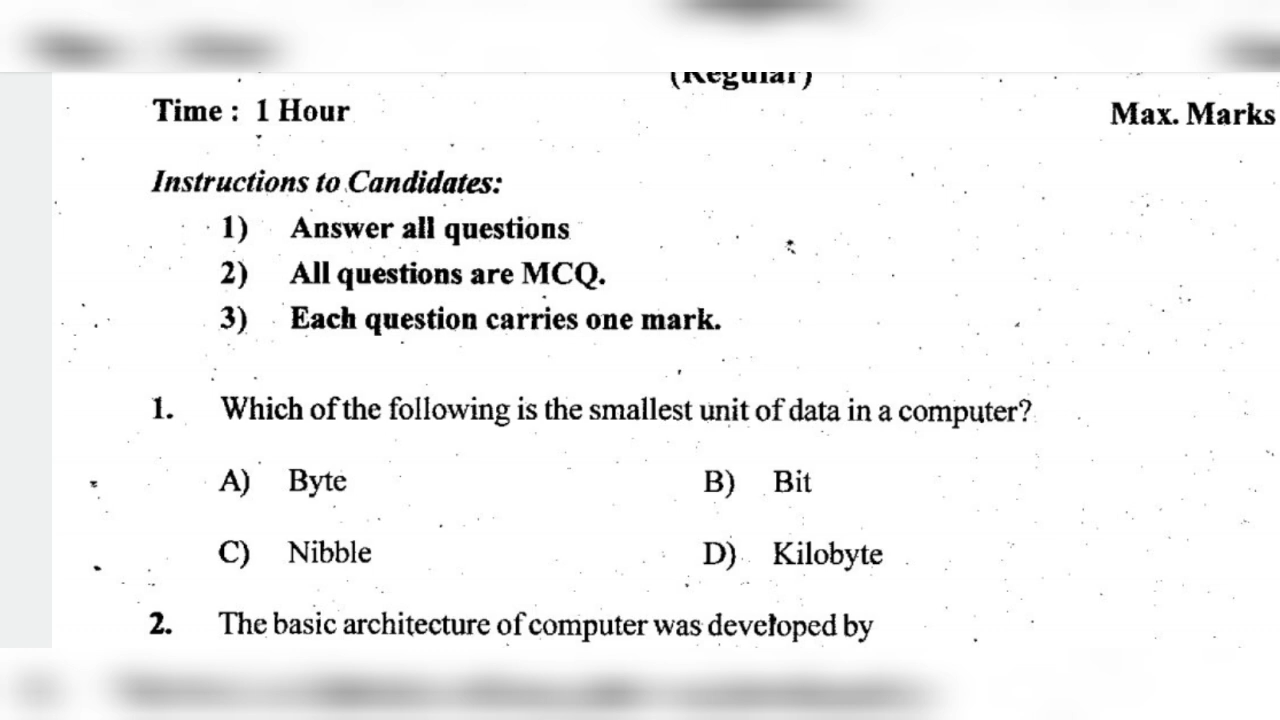 (Regular)
Time : 1 Hour
Max. Marks
Instructions to Candidates:
1) Answer all questions
2) All questions are MCQ.
3) Each question carries one mark.
1. Which of the following is the smallest unit of data in a computer?
A) Byte B) Bit
C) Nibble D) Kilobyte
2. The basic architecture of computer was developed by